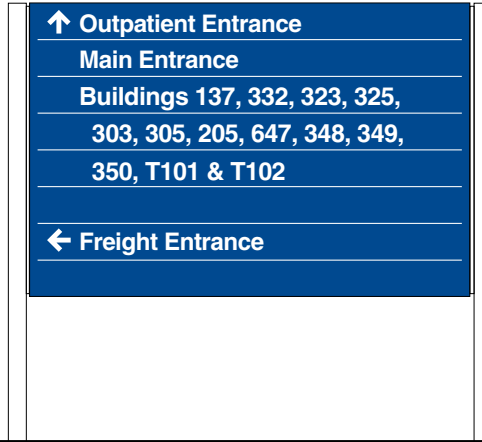 ↑ Outpatient Entrance
Main Entrance
Buildings 137, 332, 323, 325,
303, 305, 205, 647, 348, 349,
350, T101 & T102
← Freight Entrance